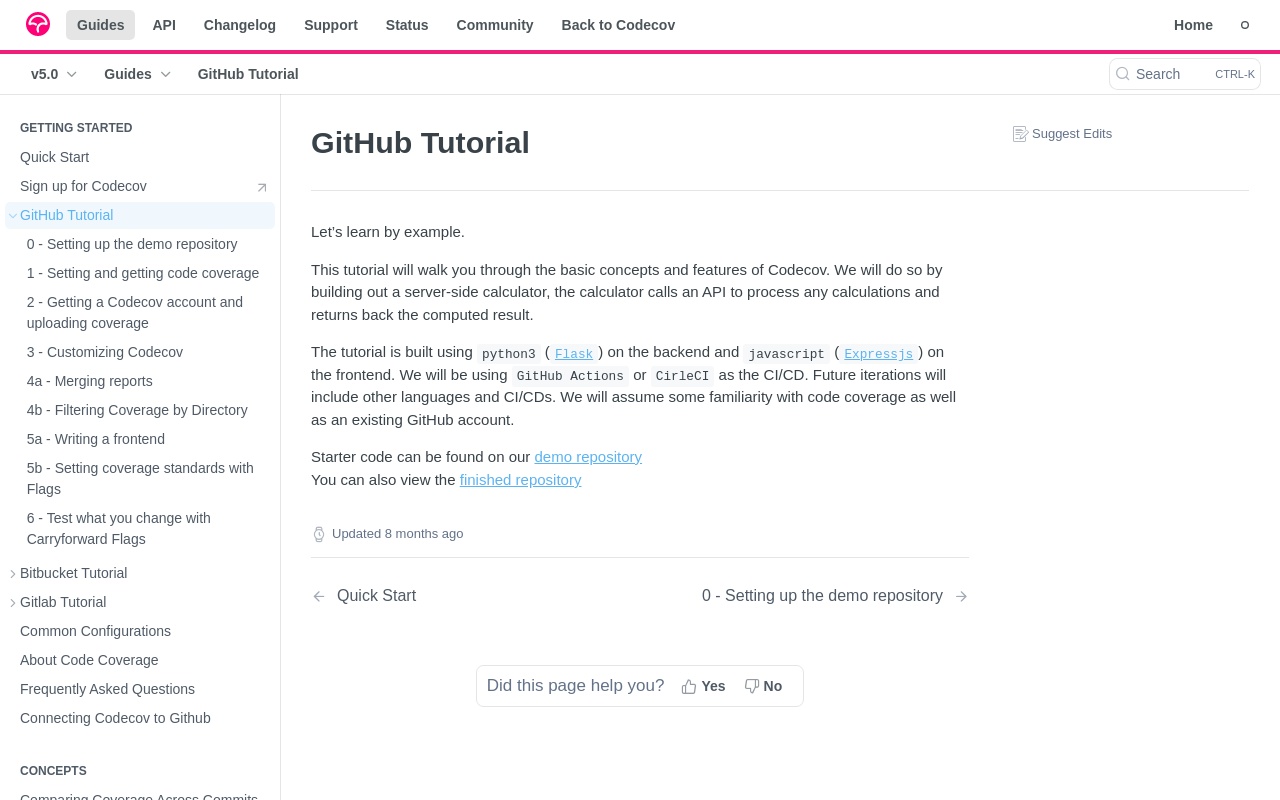 Guides API Changelog Support Status Community Back to Codecov Home
v5.0 Guides GitHub Tutorial Search CTRL-K
GETTING STARTED
Quick Start
Sign up for Codecov
GitHub Tutorial
0 - Setting up the demo repository
1 - Setting and getting code coverage
2 - Getting a Codecov account and
uploading coverage
3 - Customizing Codecov
4a - Merging reports
4b - Filtering Coverage by Directory
5a - Writing a frontend
5b - Setting coverage standards with
Flags
6 - Test what you change with
Carryforward Flags
Bitbucket Tutorial
Gitlab Tutorial
Common Configurations
About Code Coverage
Frequently Asked Questions
Connecting Codecov to Github
CONCEPTS
Comparing Coverage Across Commits
GitHub Tutorial
Suggest Edits
Let’s learn by example.
This tutorial will walk you through the basic concepts and features of Codecov. We will do so by
building out a server-side calculator, the calculator calls an API to process any calculations and
returns back the computed result.
The tutorial is built using python3 ( Flask ) on the backend and javascript ( Expressjs ) on
the frontend. We will be using GitHub Actions or CirleCI as the CI/CD. Future iterations will
include other languages and CI/CDs. We will assume some familiarity with code coverage as well
as an existing GitHub account.
Starter code can be found on our demo repository
You can also view the finished repository
Updated 8 months ago
Quick Start
0 - Setting up the demo repository
Did this page help you? Yes No